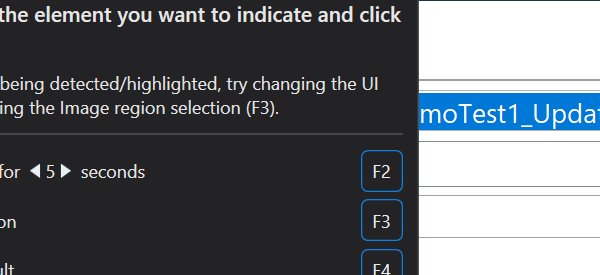 the element you want to indicate and click
being detected/highlighted, try changing the UI
ing the Image region selection (F3).
for 5 seconds F2
on F3
ult F4
moTest1_Updat